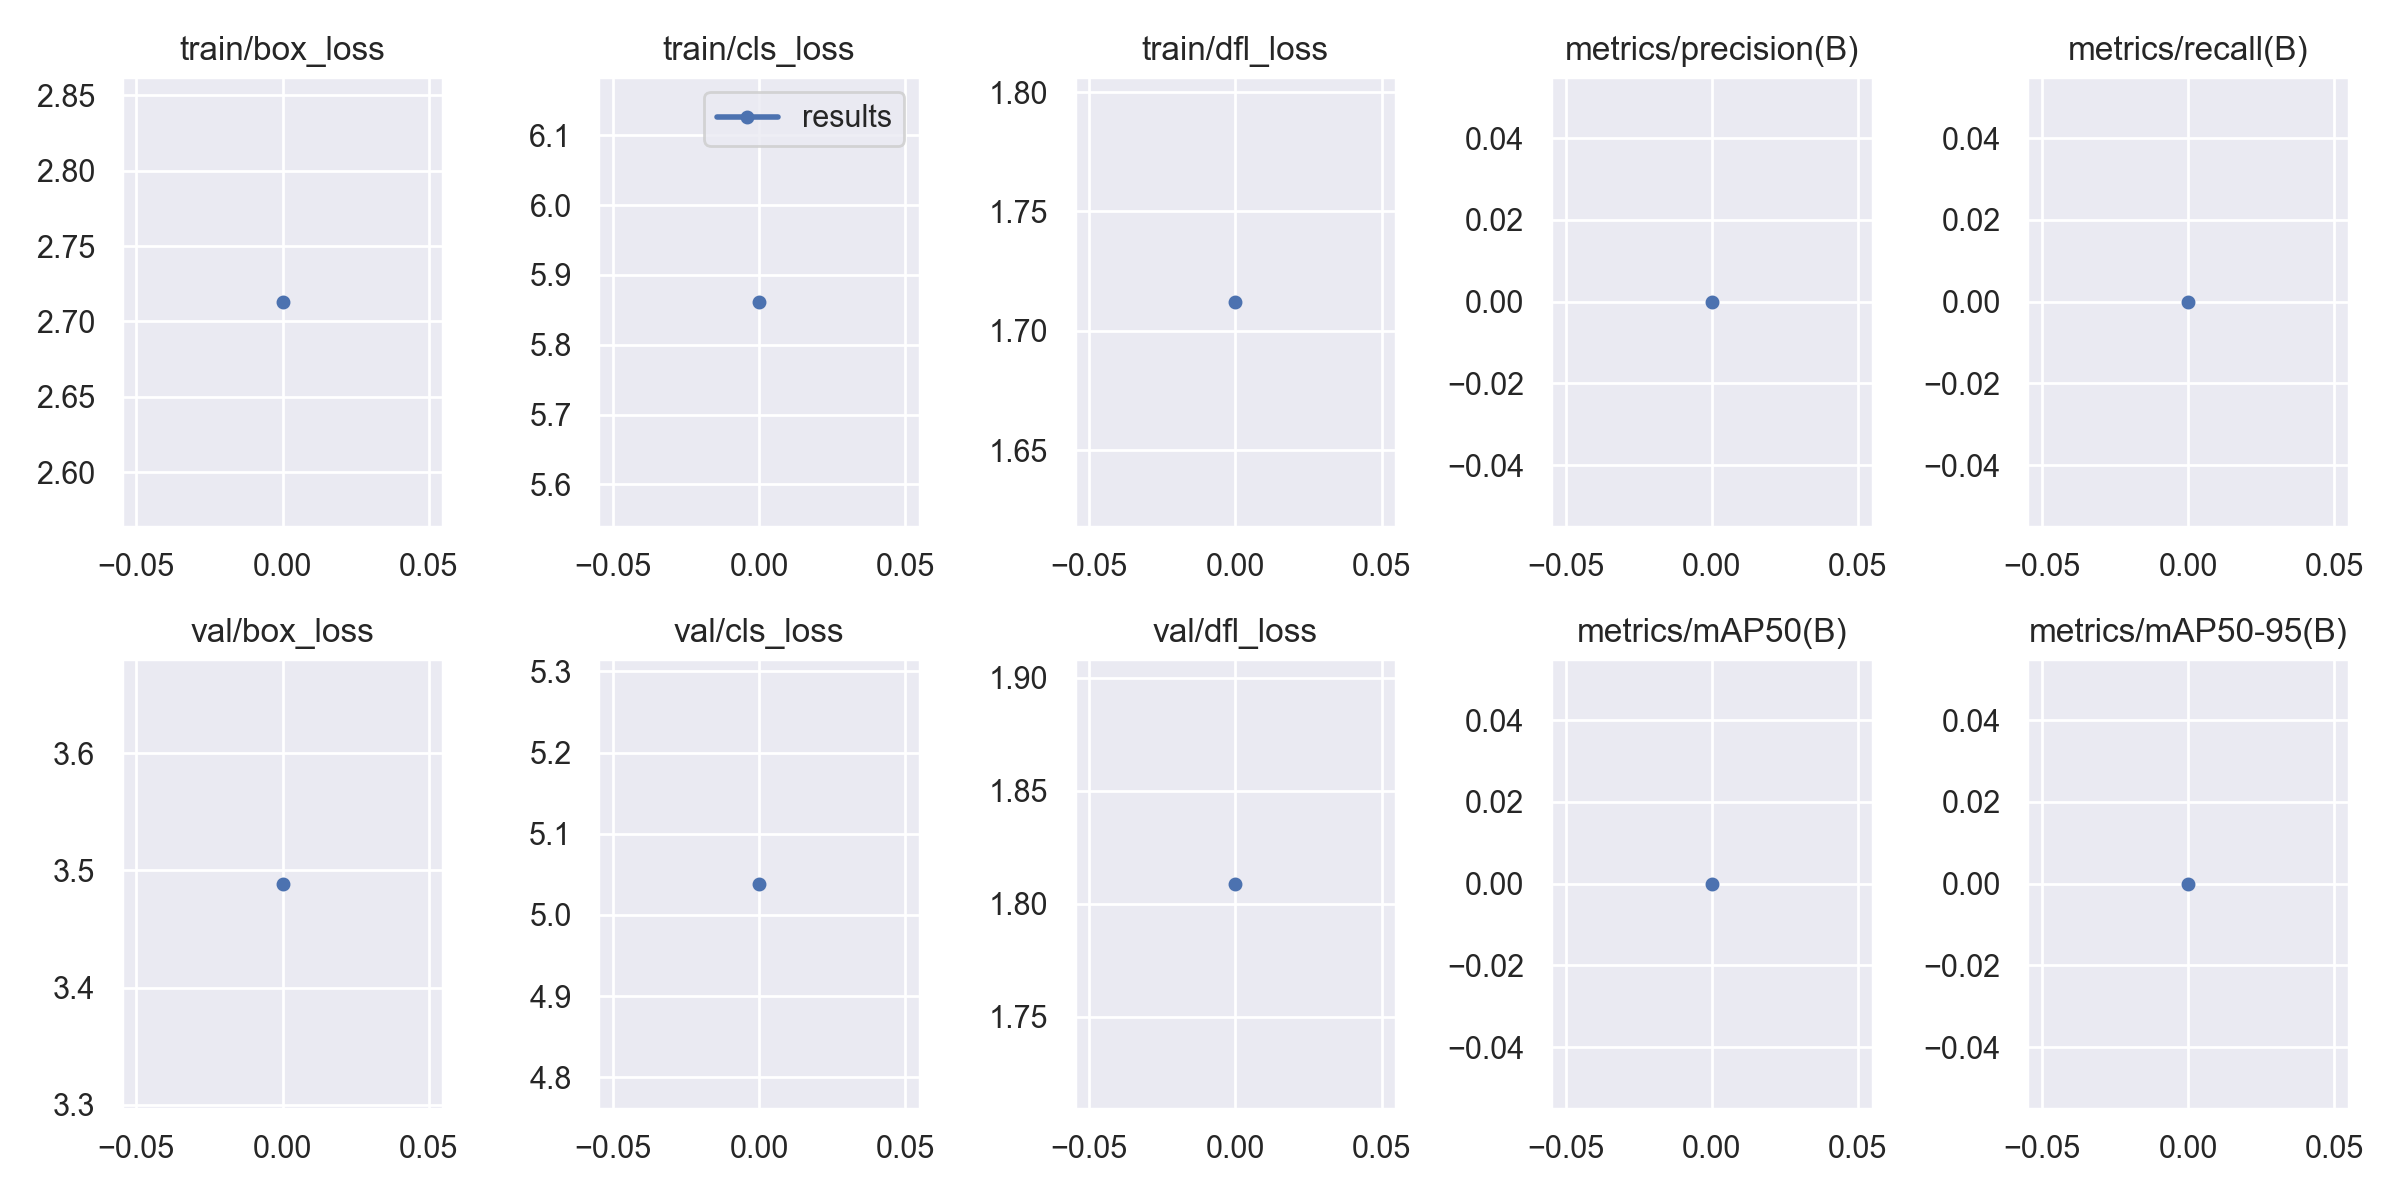 train/box_loss
2.85
2.80
2.75
2.70
2.65
2.60
−0.05 0.00 0.05
train/cls_loss
results
6.1
6.0
5.9
5.8
5.7
5.6
−0.05 0.00 0.05
train/dfl_loss
1.80
1.75
1.70
1.65
−0.05 0.00 0.05
metrics/precision(B)
0.04
0.02
0.00
−0.02
−0.04
−0.05 0.00 0.05
metrics/recall(B)
0.04
0.02
0.00
−0.02
−0.04
−0.05 0.00 0.05
val/box_loss
3.6
3.5
3.4
3.3
−0.05 0.00 0.05
val/cls_loss
5.3
5.2
5.1
5.0
4.9
4.8
−0.05 0.00 0.05
val/dfl_loss
1.90
1.85
1.80
1.75
−0.05 0.00 0.05
metrics/mAP50(B)
0.04
0.02
0.00
−0.02
−0.04
−0.05 0.00 0.05
metrics/mAP50-95(B)
0.04
0.02
0.00
−0.02
−0.04
−0.05 0.00 0.05